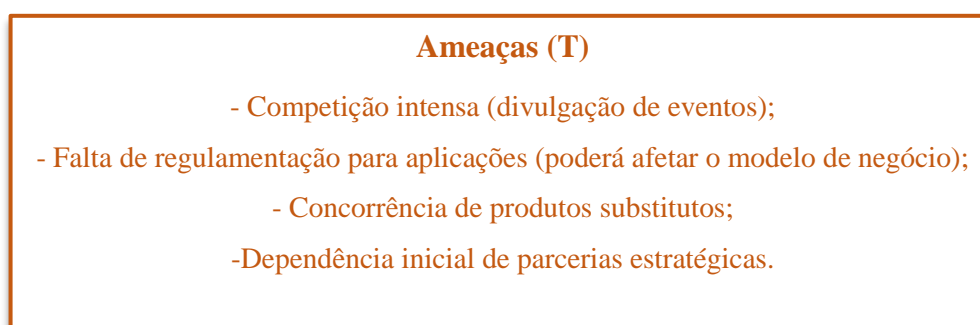 Ameaças (T)
- Competição intensa (divulgação de eventos);
- Falta de regulamentação para aplicações (poderá afetar o modelo de negócio);
- Concorrência de produtos substitutos;
-Dependência inicial de parcerias estratégicas.